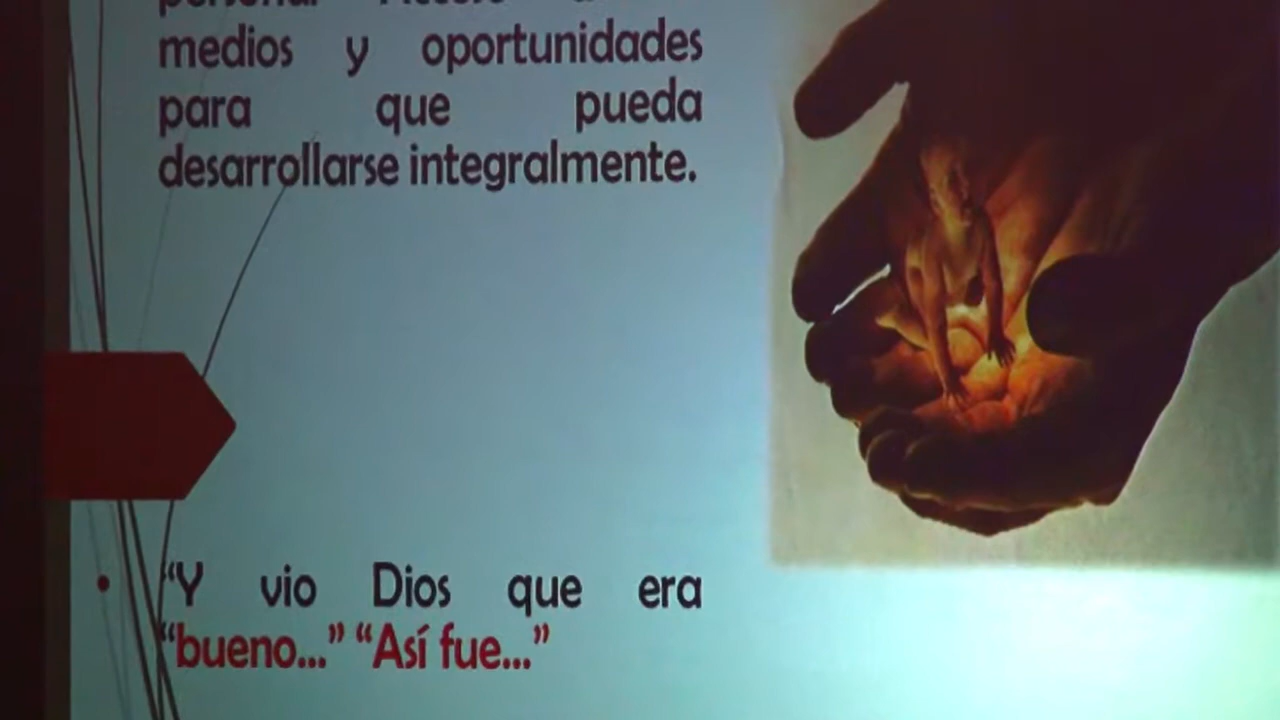 medios y oportunidades
para que pueda
desarrollarse integralmente.
“Y vio Dios que era
“bueno...” “Así fue...”